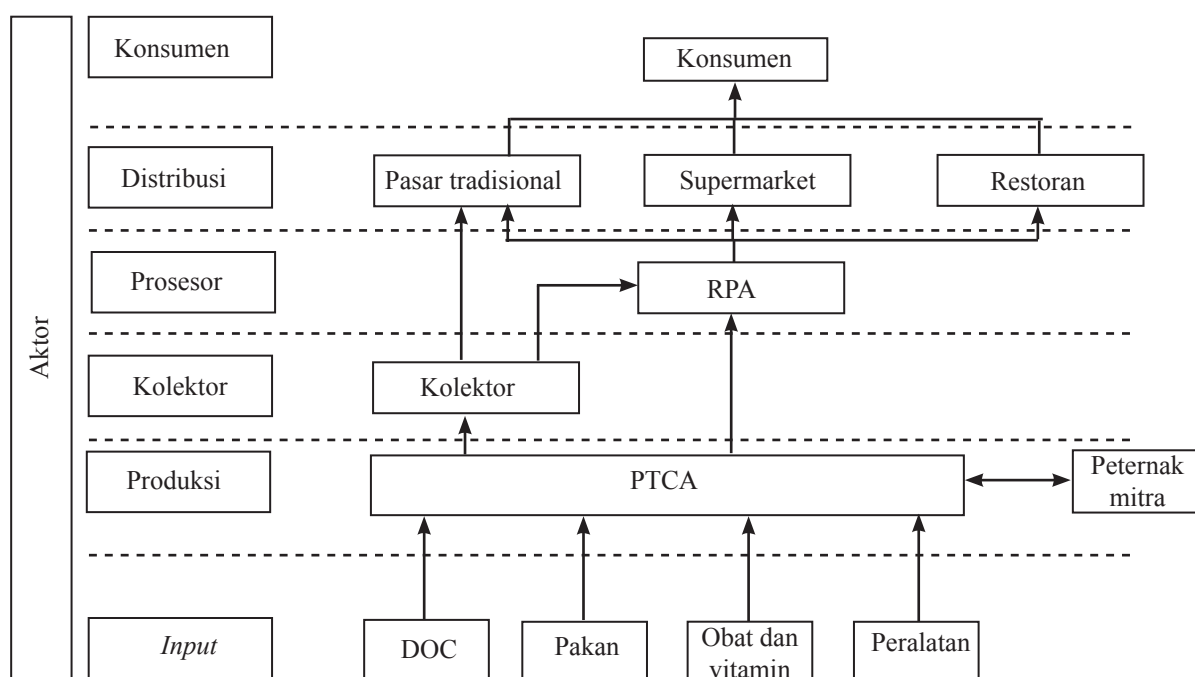 Aktor
Konsumen
Konsumen
Distribusi
Pasar tradisional
Supermarket
Restoran
Prosesor
RPA
Kolektor
Kolektor
Produksi
PTCA
Peternak
mitra
Input
DOC
Pakan
Obat dan
vitamin
Peralatan